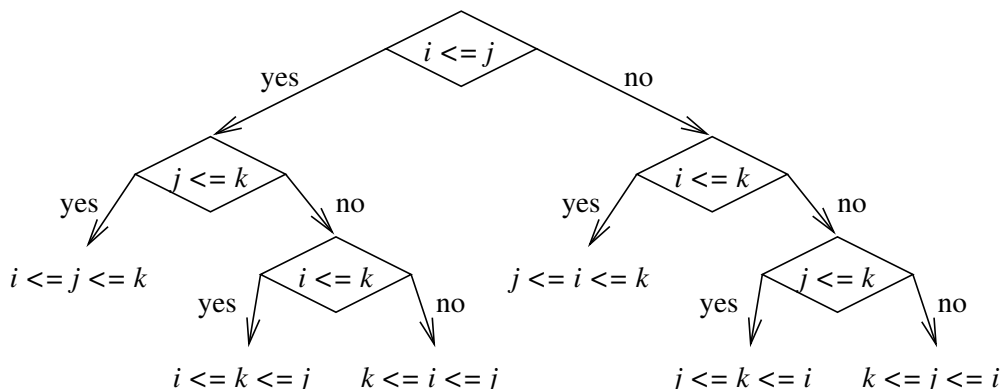 i <= j
yes
no
j <= k
i <= k
yes
no
yes
no
i <= j <= k
i <= k
j <= i <= k
j <= k
yes
no
yes
no
i <= k <= j
k <= i <= j
j <= k <= i
k <= j <= i